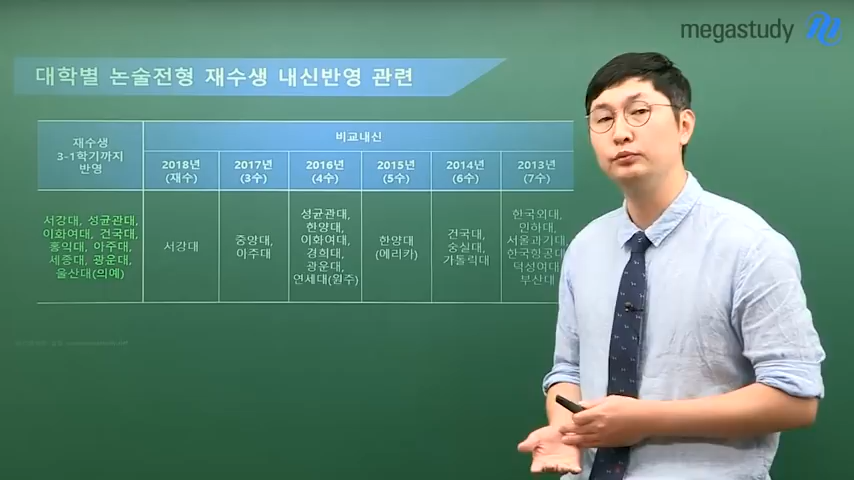 megastudy
대학별 논술전형 재수생 내신반영 관련
재수생
3-1학기까지
반영
비교내신
2018년
(재수)
2017년
(3수)
2016년
(4수)
2015년
(5수)
2014년
(6수)
2013년
(7수)
서강대, 성균관대,
이화여대, 건국대,
홍익대, 아주대,
세종대, 광운대,
울산대(의예)
서강대
중앙대,
아주대
성균관대,
한양대,
이화여대,
경희대,
광운대,
연세대(원주)
한양대
(에리카)
건국대,
숭실대,
가톨릭대
한국외대,
인하대,
서울과기대,
한국항공대
덕성여대
부산대